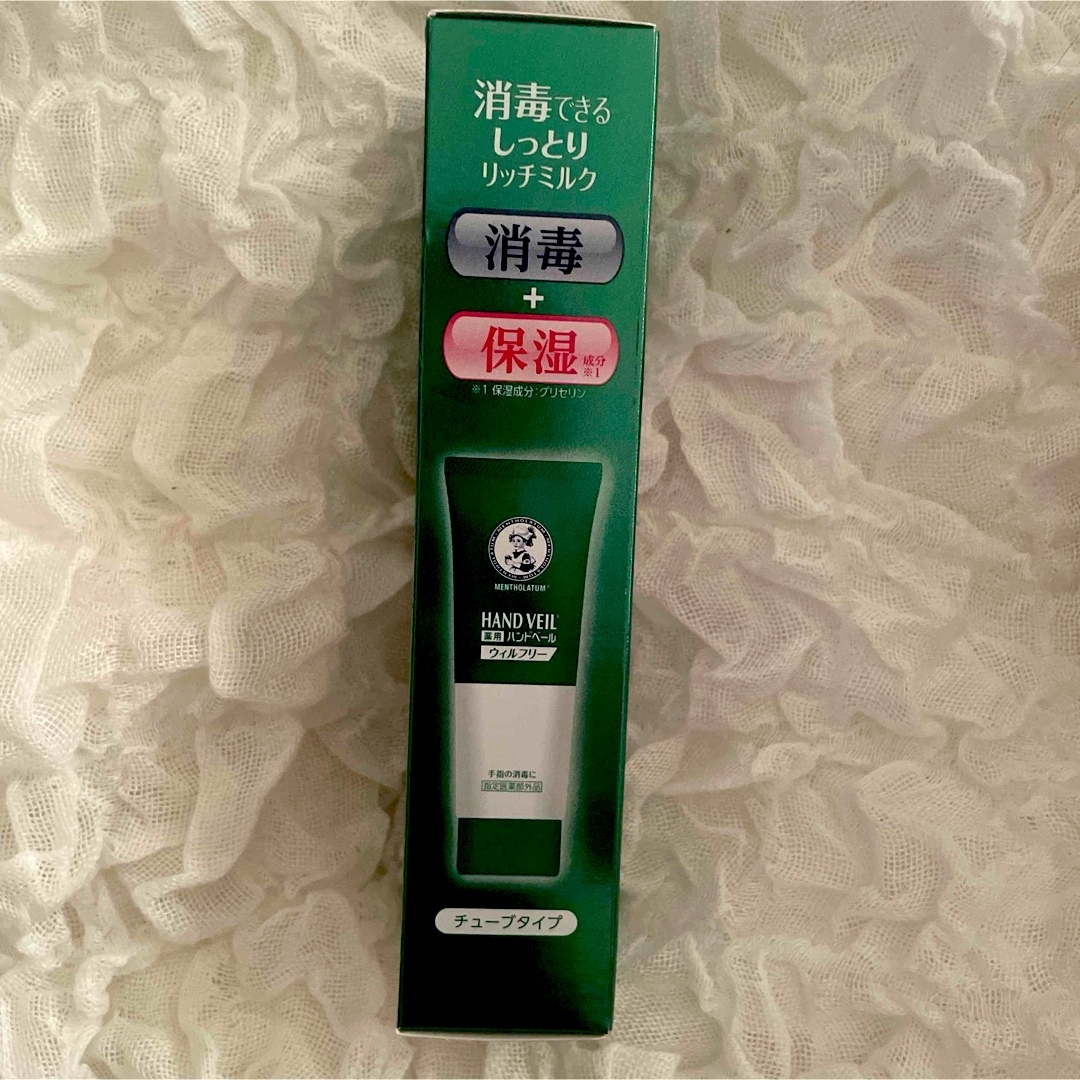 消毒できる
しっとり
リッチミルク
消毒
+
保湿成分※1
※1 保湿成分:グリセリン
MENTHOLATUM
MENTHOLATUM®
HAND VEIL®
薬用 ハンドベール
ウィルフリー
手指の消毒に
指定医薬部外品
チューブタイプ